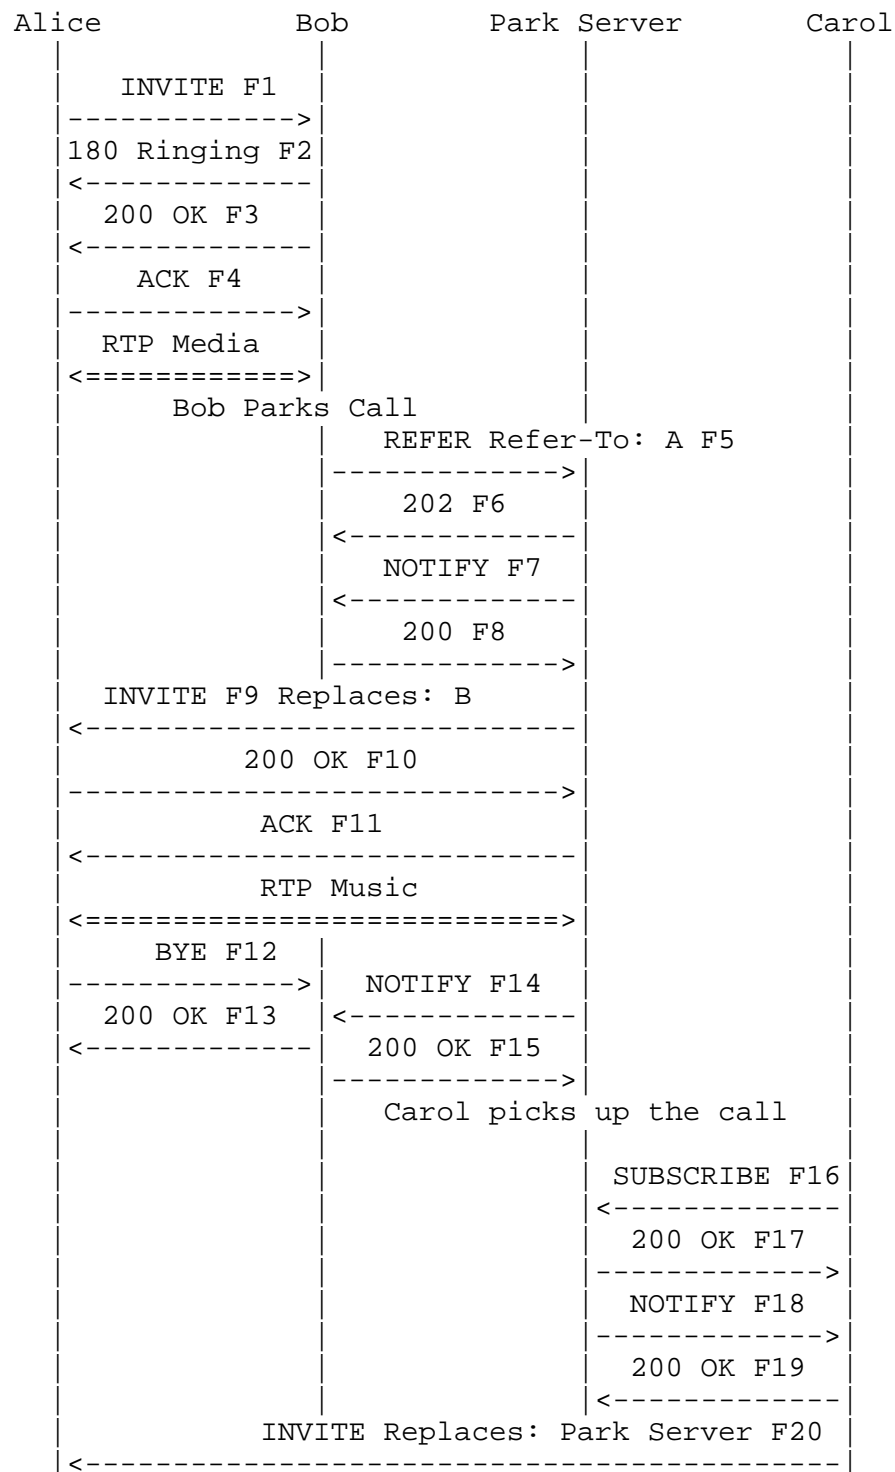 Alice Bob Park Server Carol
INVITE F1
180 Ringing F2
200 OK F3
ACK F4
RTP Media
Bob Parks Call
REFER Refer-To: A F5
202 F6
NOTIFY F7
200 F8
INVITE F9 Replaces: B
200 OK F10
ACK F11
RTP Music
BYE F12
NOTIFY F14
200 OK F13
200 OK F15
Carol picks up the call
SUBSCRIBE F16
200 OK F17
NOTIFY F18
200 OK F19
INVITE Replaces: Park Server F20